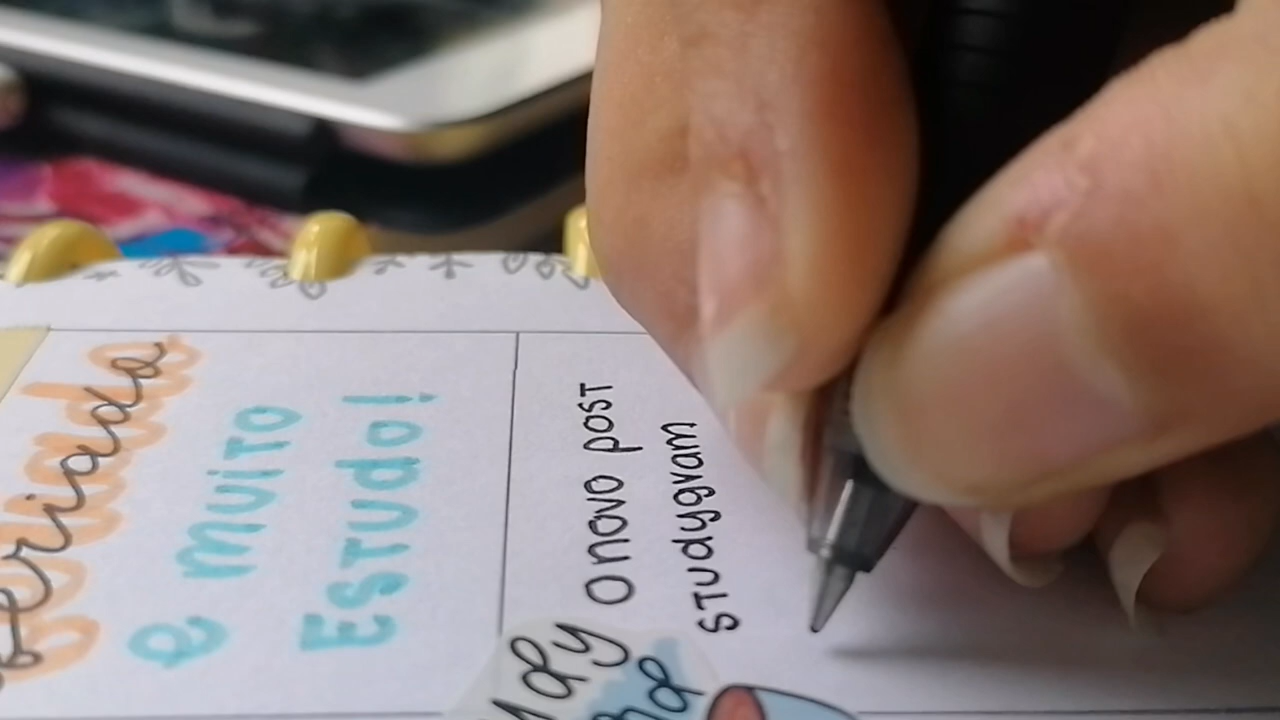 feriado
e muito
Estudo!
o novo post
studygram